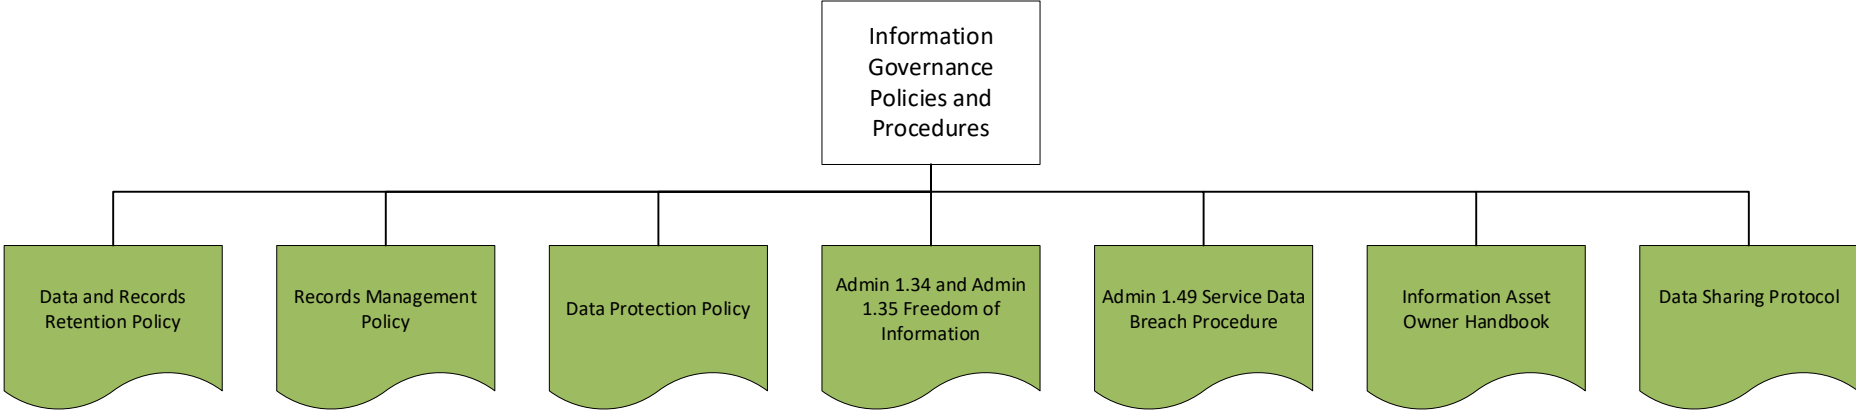 Information
Governance
Policies and
Procedures
Data and Records
Retention Policy
Records Management
Policy
Data Protection Policy
Admin 1.34 and Admin
1.35 Freedom of
Information
Admin 1.49 Service Data
Breach Procedure
Information Asset
Owner Handbook
Data Sharing Protocol